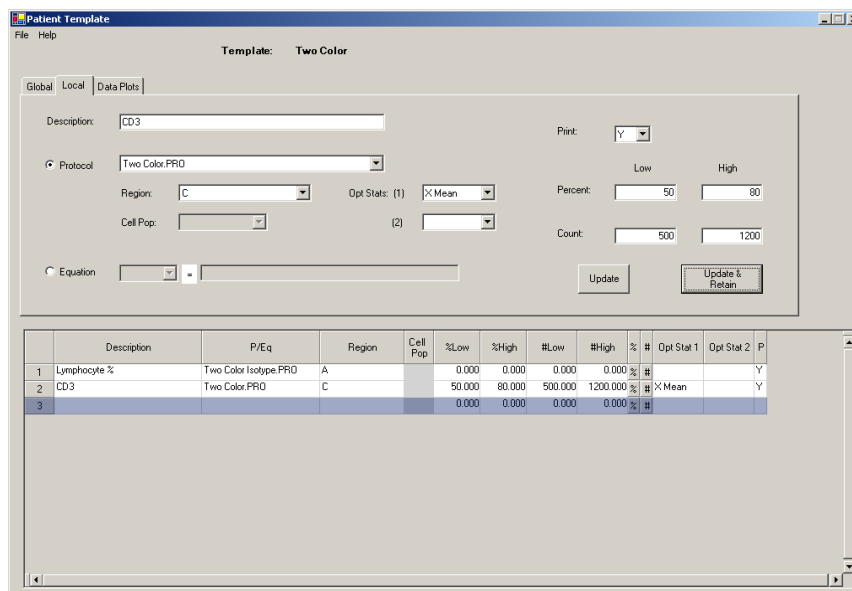 Patient Template
File Help
Template: Two Color
Global Local Data Plots
Description: CD3
Print: Y
Protocol Two Color.PRO
Low High
Region: C Opt Stats: (1) X Mean Percent: 50 80
Cell Pop: (2)
Count: 500 1200
Equation =
Update Update & Retain
Description P/Eq Region Cell Pop %Low %High #Low #High % # Opt Stat 1 Opt Stat 2 P
1 Lymphocyte % Two Color Isotype.PRO A 0.000 0.000 0.000 0.000 % # Y
2 CD3 Two Color.PRO C 50.000 80.000 500.000 1200.000 % # X Mean Y
3 0.000 0.000 0.000 0.000 % #